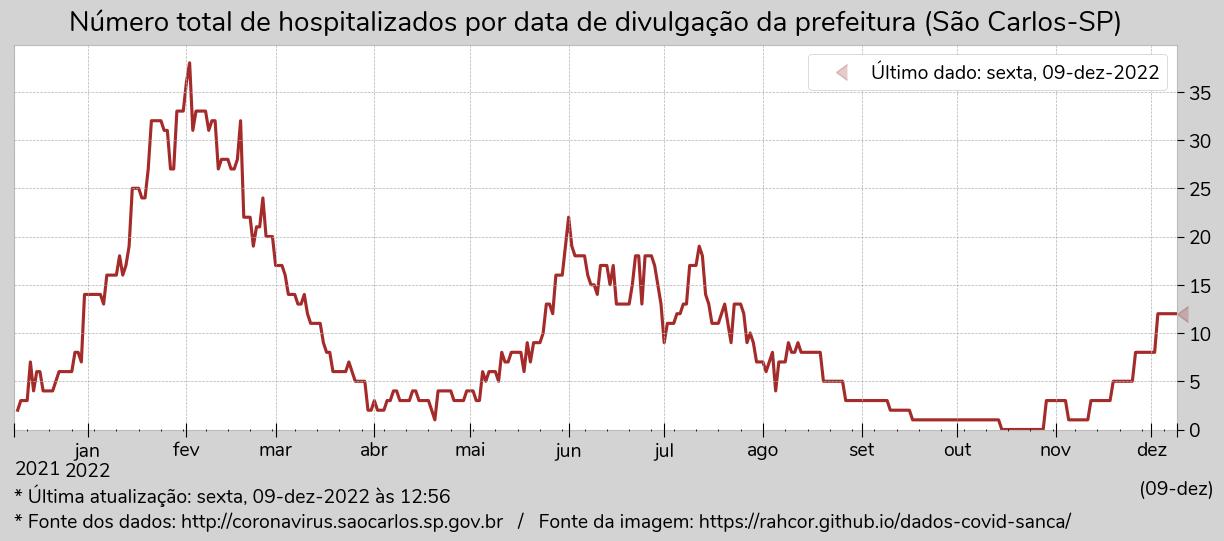 Número total de hospitalizados por data de divulgação da prefeitura (São Carlos-SP)
Último dado: sexta, 09-dez-2022
35
30
25
20
15
10
5
0
jan fev mar abr mai jun jul ago set out nov dez
2021 2022
(09-dez)
* Última atualização: sexta, 09-dez-2022 às 12:56
* Fonte dos dados: http://coronavirus.saocarlos.sp.gov.br / Fonte da imagem: https://rahcor.github.io/dados-covid-sanca/